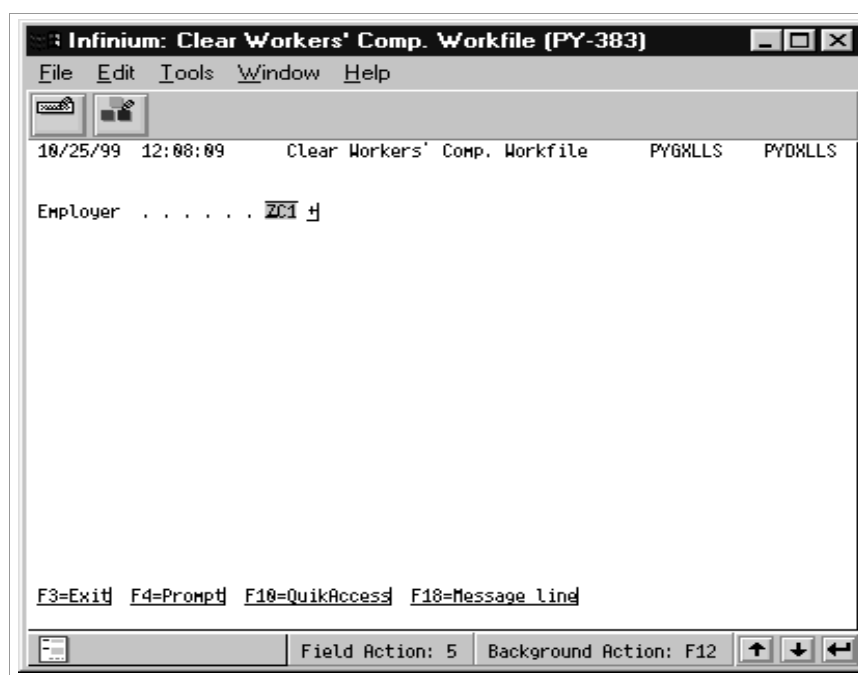 Infinium: Clear Workers' Comp. Workfile (PY-383)
File Edit Tools Window Help
10/25/99 12:08:09 Clear Workers' Comp. Workfile PYGXLLS PYDXLLS
Employer . . . . . . ZC1 +
F3=Exit F4=Prompt F10=QuikAccess F18=Message line
Field Action: 5 Background Action: F12